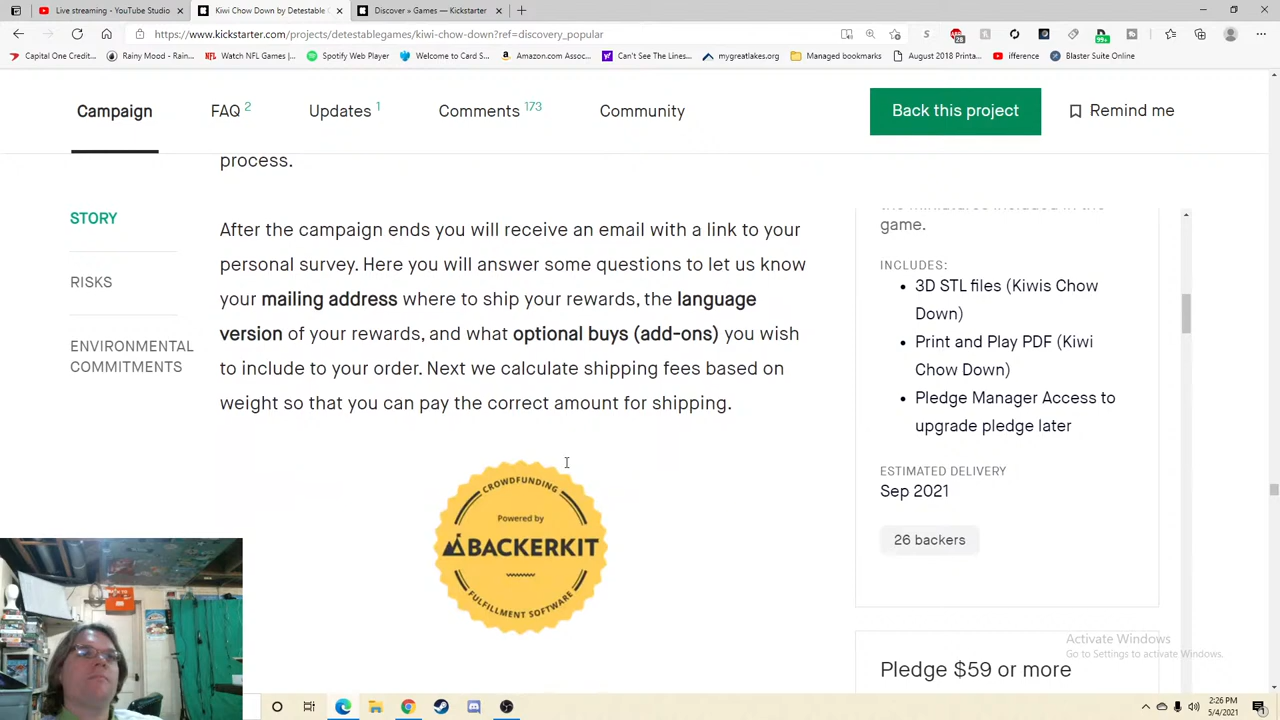 Live streaming - YouTube Studio
Kiwi Chow Down by Detestable G
Discover » Games — Kickstarter
https://www.kickstarter.com/projects/detestablegames/kiwi-chow-down?ref=discovery_popular
28
99+
Capital One Credit...
Rainy Mood - Rainy...
Watch NFL Games |...
Spotify Web Player
Welcome to Card S...
Amazon.com Assoc...
Can't See The Lines...
mygreatlakes.org
Managed bookmarks
August 2018 Printa...
ifference
Blaster Suite Online
Campaign
FAQ 2
Updates 1
Comments 173
Community
Back this project
Remind me
process.
STORY
RISKS
ENVIRONMENTAL
COMMITMENTS
After the campaign ends you will receive an email with a link to your
personal survey. Here you will answer some questions to let us know
your mailing address where to ship your rewards, the language
version of your rewards, and what optional buys (add-ons) you wish
to include to your order. Next we calculate shipping fees based on
weight so that you can pay the correct amount for shipping.
CROWDFUNDING
Powered by
BACKERKIT
FULFILLMENT SOFTWARE
the miniatures included in the
game.
INCLUDES:
• 3D STL files (Kiwis Chow
Down)
• Print and Play PDF (Kiwi
Chow Down)
• Pledge Manager Access to
upgrade pledge later
ESTIMATED DELIVERY
Sep 2021
26 backers
Pledge $59 or more
Activate Windows
Go to Settings to activate Windows.
2:26 PM
5/4/2021